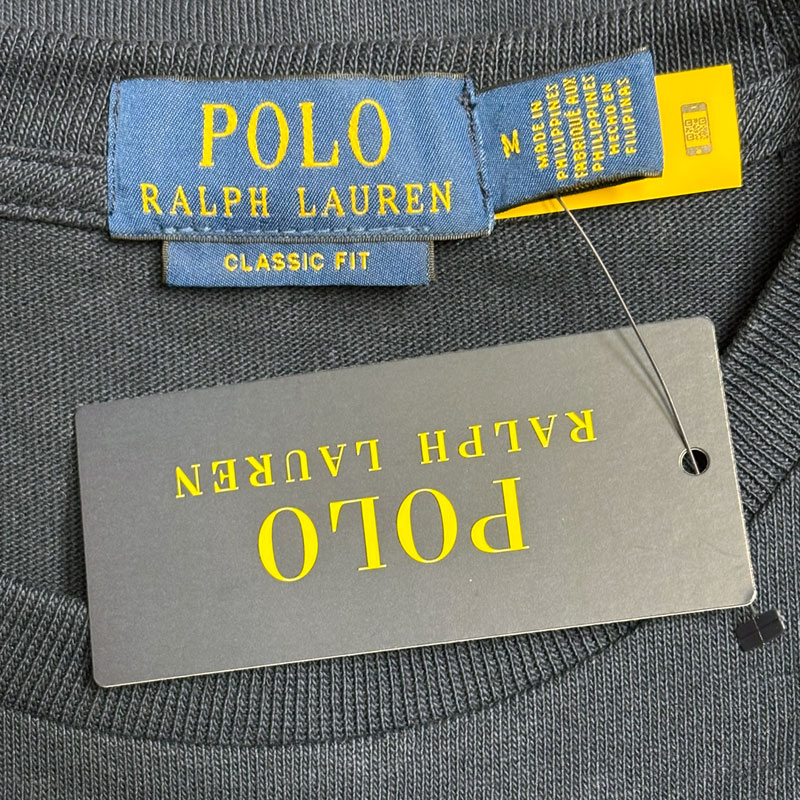 POLO
RALPH LAUREN
CLASSIC FIT
M
MADE IN
PHILIPPINES
FABRIQUÉ AUX
PHILIPPINES
HECHO EN
FILIPINAS
POLO
RALPH LAUREN